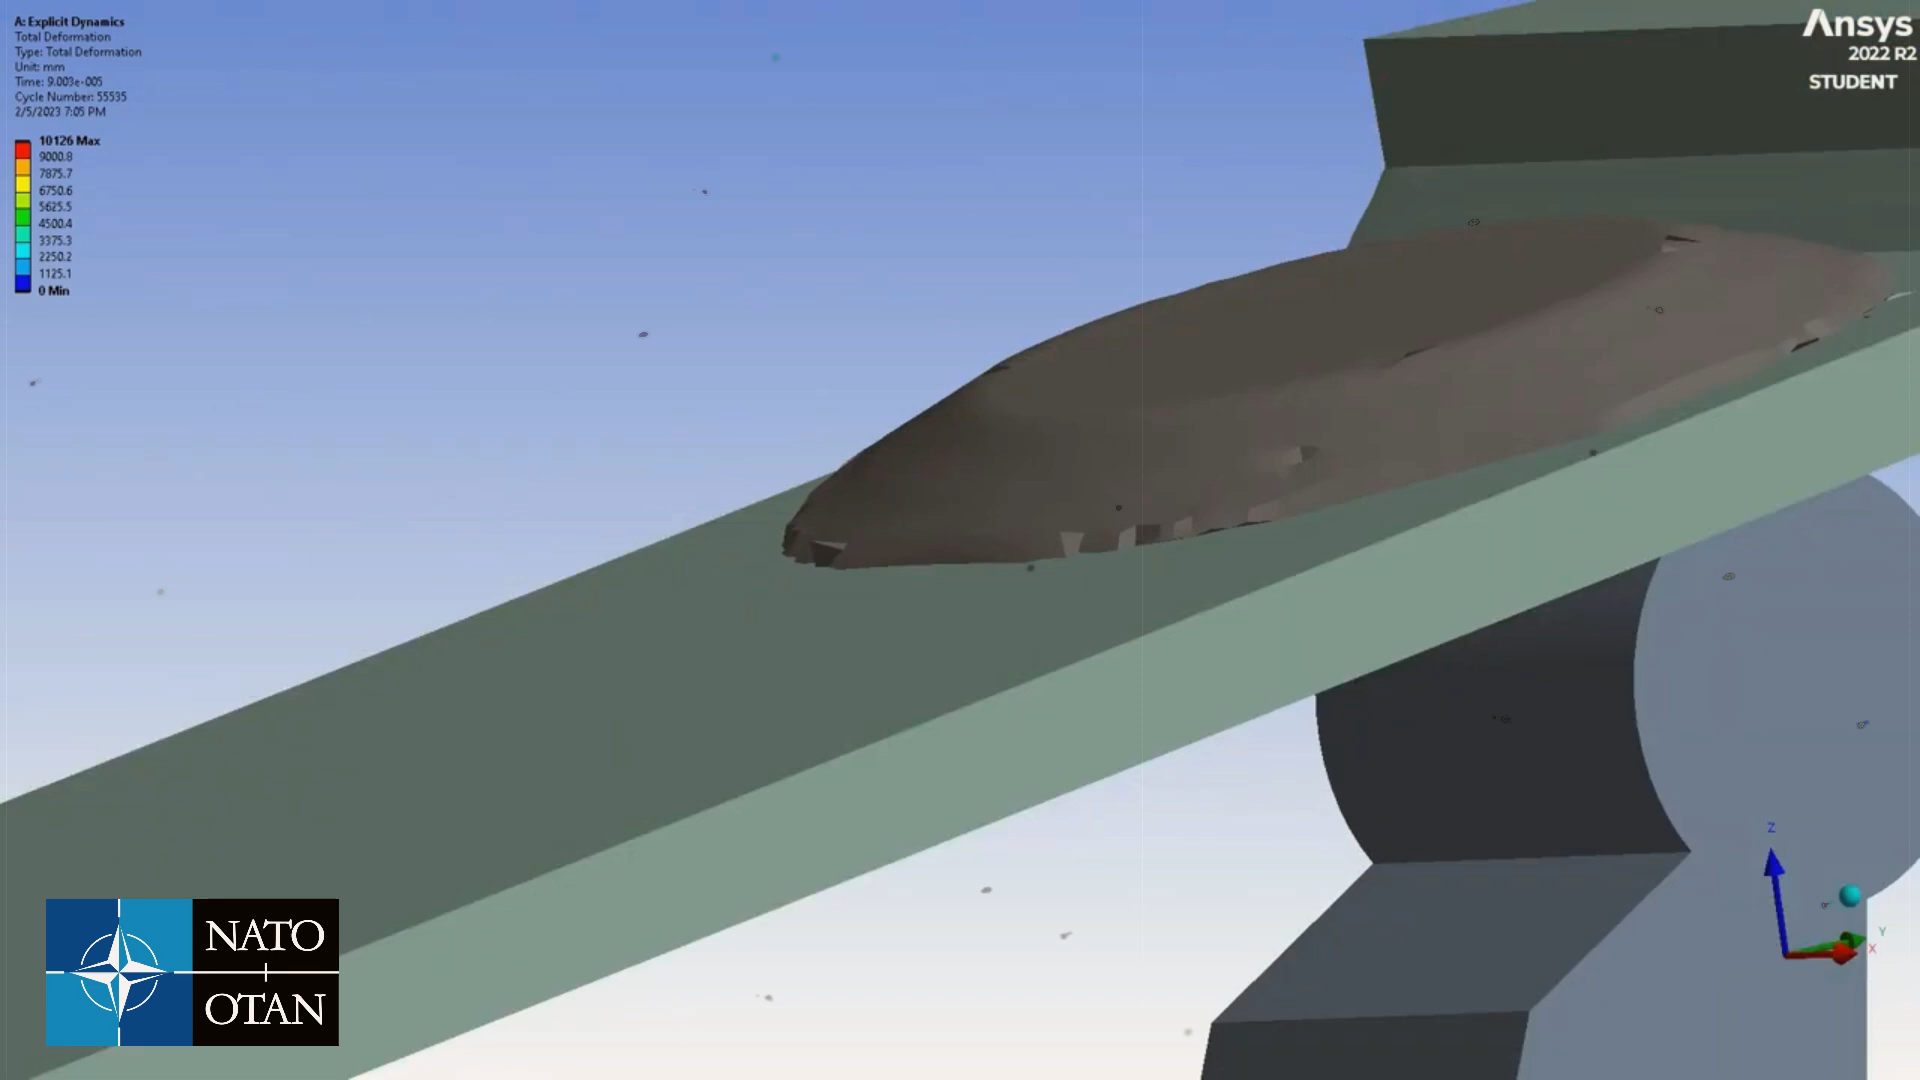 A: Explicit Dynamics
Total Deformation
Type: Total Deformation
Unit: mm
Time: 9.003e-005
Cycle Number: 55535
2/5/2023 7:05 PM
10126 Max
9000.8
7875.7
6750.6
5625.5
4500.4
3375.3
2250.2
1125.1
0 Min
Ansys
2022 R2
STUDENT
NATO
OTAN
Z
Y
X